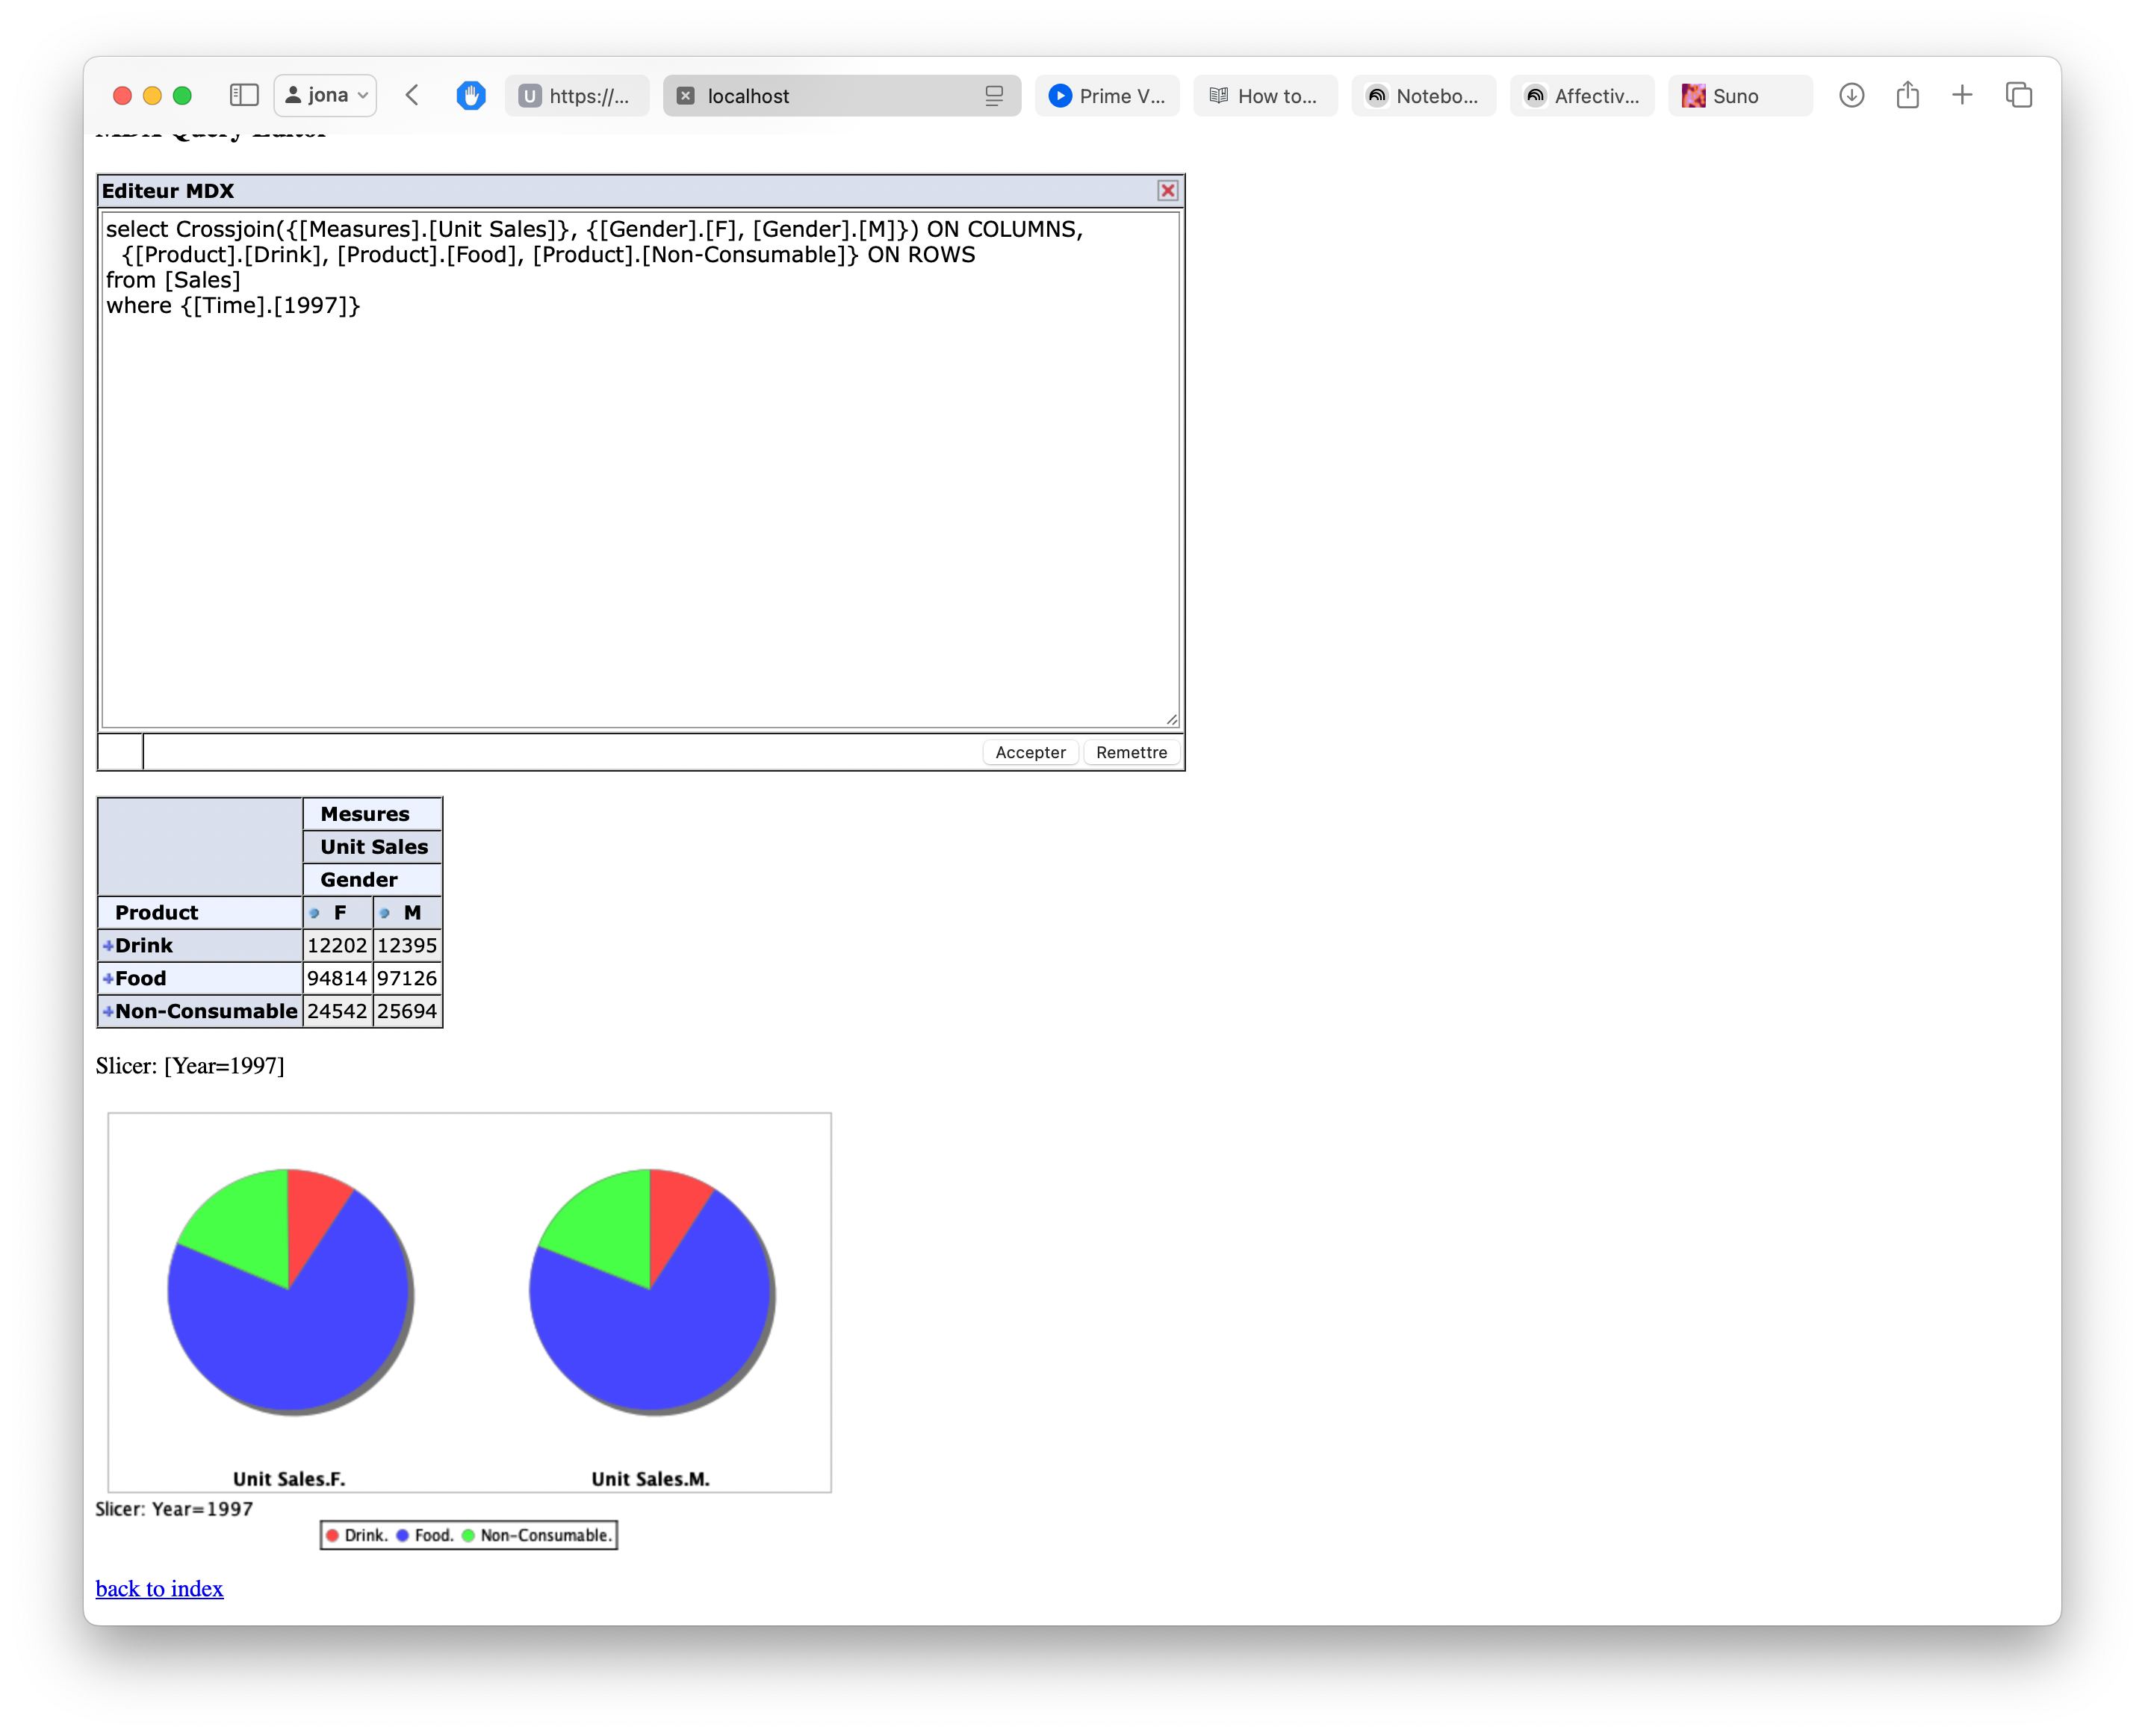 jona
https://...
localhost
Prime V...
How to...
Notebo...
Affectiv...
Suno
MDX Query Editor
Editeur MDX
select Crossjoin({[Measures].[Unit Sales]}, {[Gender].[F], [Gender].[M]}) ON COLUMNS,
{[Product].[Drink], [Product].[Food], [Product].[Non-Consumable]} ON ROWS
from [Sales]
where {[Time].[1997]}
Accepter Remettre
Mesures
Unit Sales
Gender
Product F M
Drink 12202 12395
Food 94814 97126
Non-Consumable 24542 25694
Slicer: [Year=1997]
Unit Sales.F. Unit Sales.M.
Slicer: Year=1997
Drink. Food. Non-Consumable.
back to index